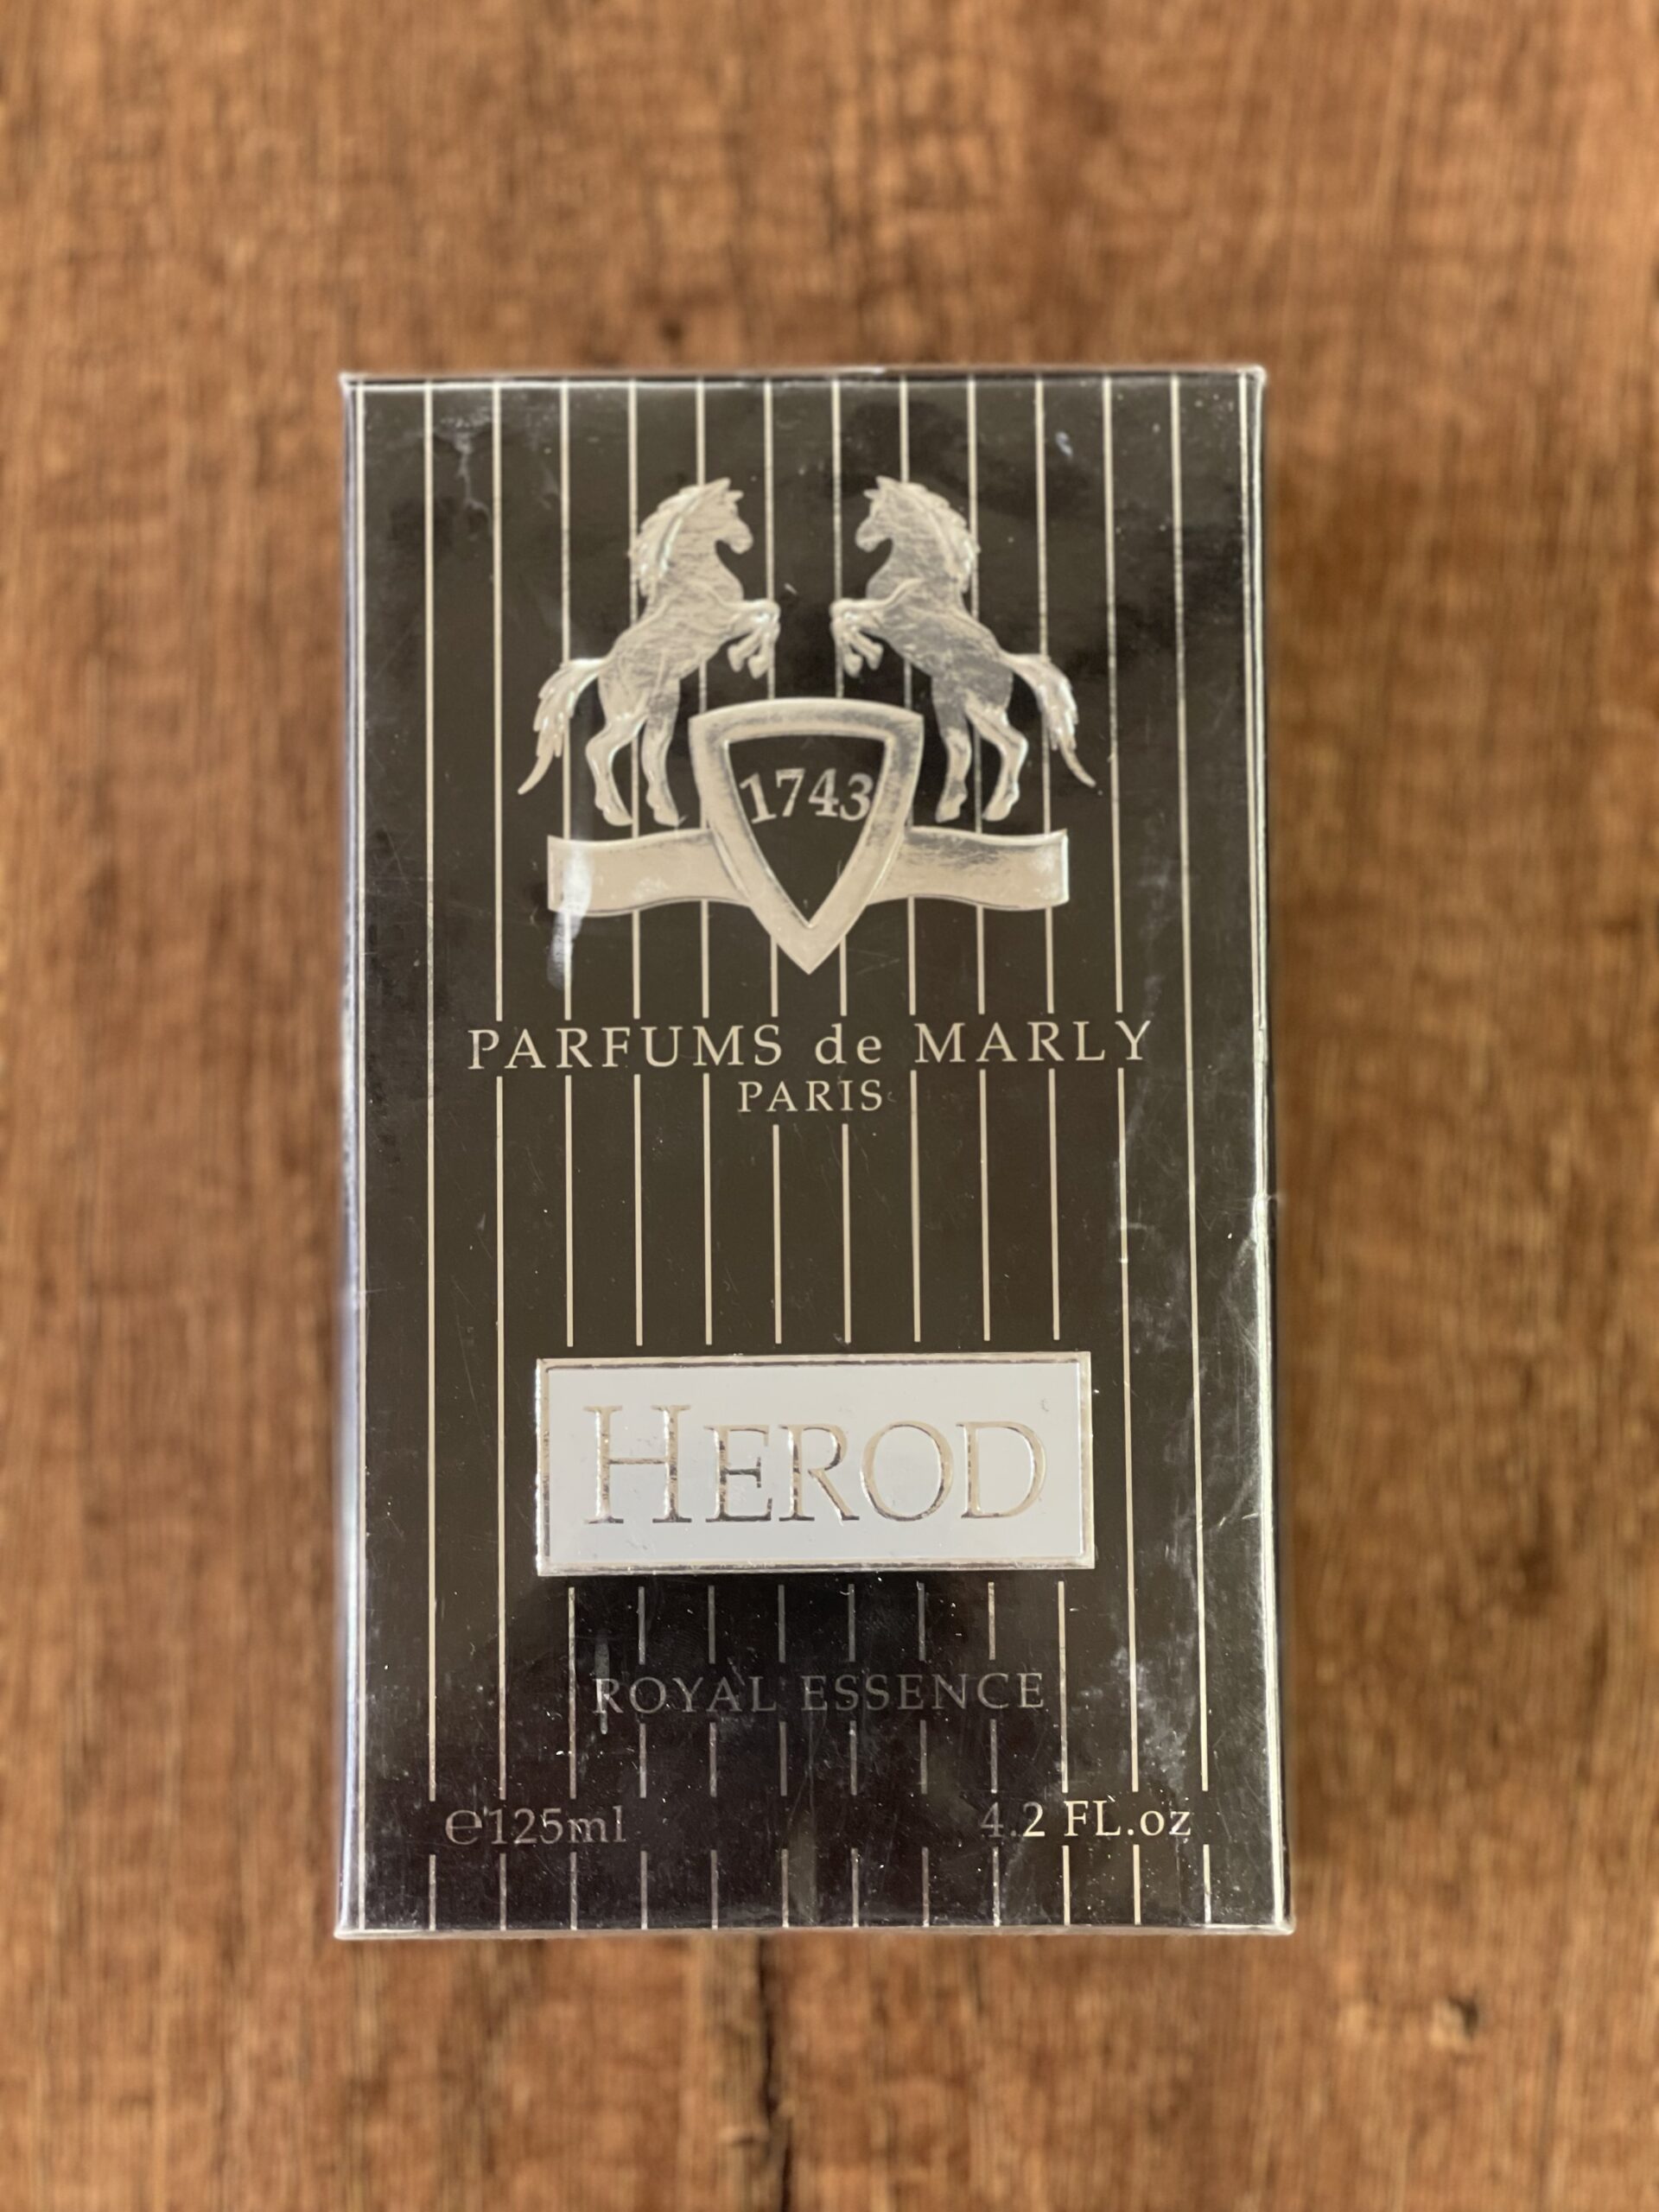 1743
PARFUMS de MARLY
PARIS
HEROD
ROYAL ESSENCE
℮125ml 4.2 FL.oz